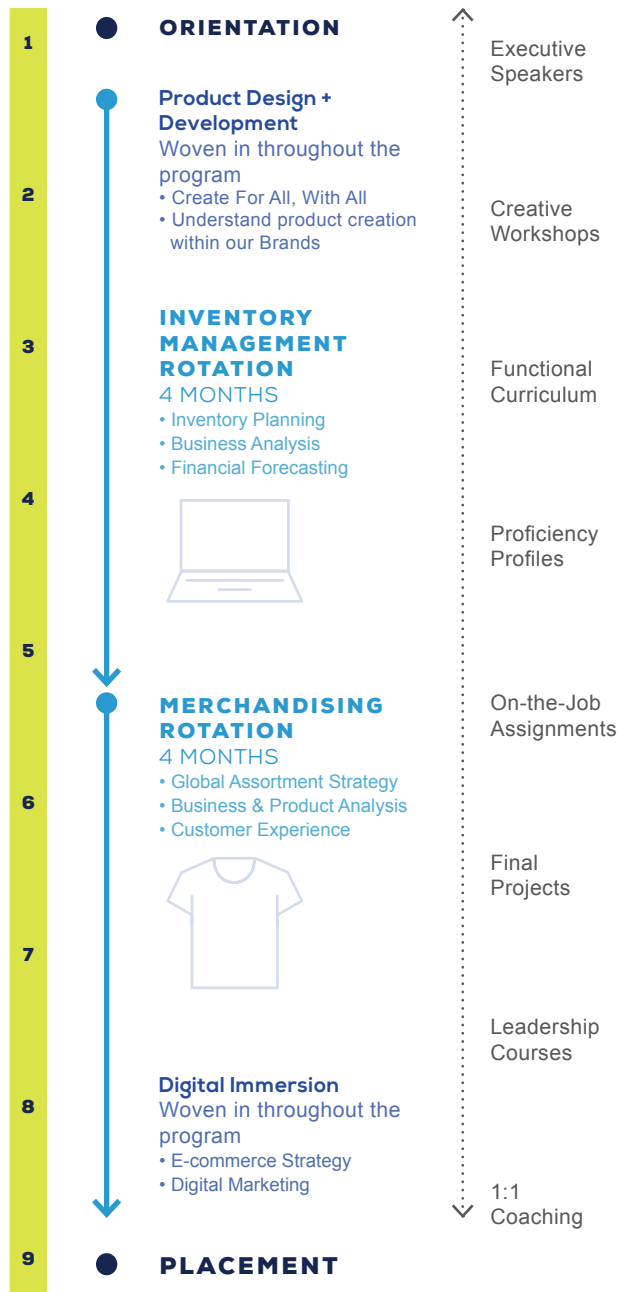 1
2
3
4
5
6
7
8
9
ORIENTATION
Product Design +
Development
Woven in throughout the
program
• Create For All, With All
• Understand product creation
within our Brands
INVENTORY
MANAGEMENT
ROTATION
4 MONTHS
• Inventory Planning
• Business Analysis
• Financial Forecasting
MERCHANDISING
ROTATION
4 MONTHS
• Global Assortment Strategy
• Business & Product Analysis
• Customer Experience
Digital Immersion
Woven in throughout the
program
• E-commerce Strategy
• Digital Marketing
PLACEMENT
Executive
Speakers
Creative
Workshops
Functional
Curriculum
Proficiency
Profiles
On-the-Job
Assignments
Final
Projects
Leadership
Courses
1:1
Coaching